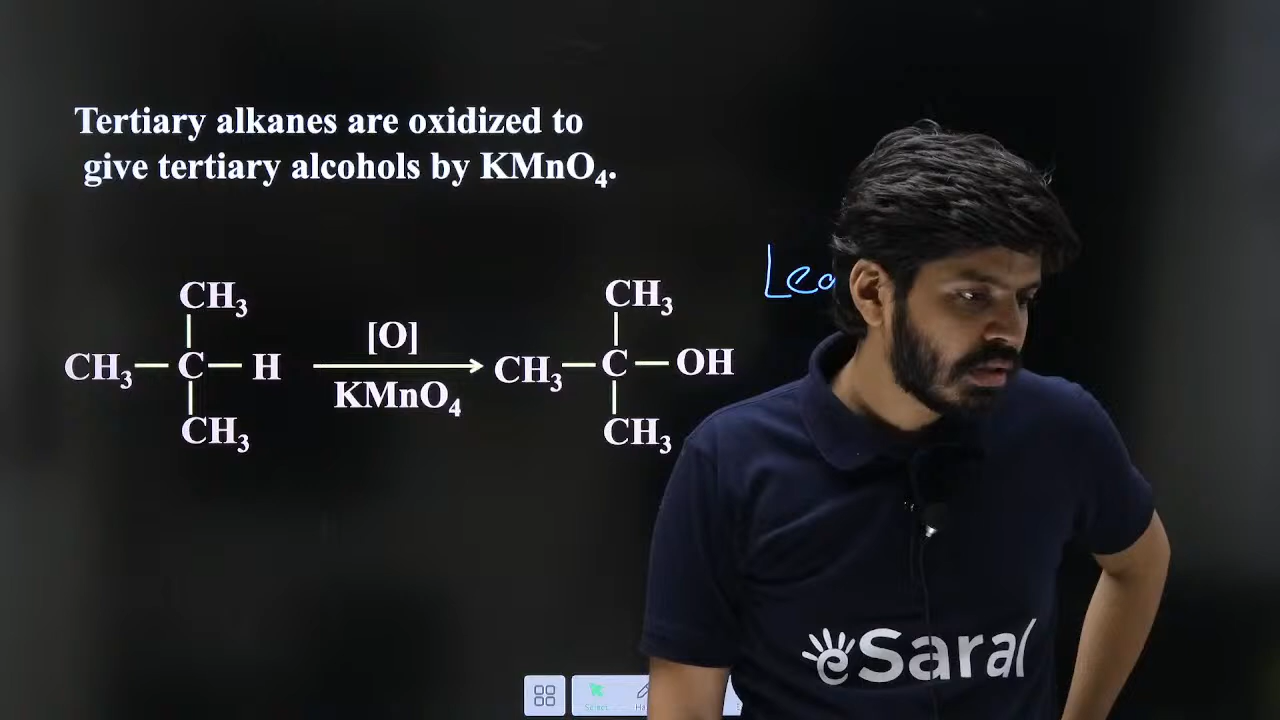 Tertiary alkanes are oxidized to
give tertiary alcohols by KMnO₄.
CH₃
CH₃ — C — H
CH₃
[O]
KMnO₄
CH₃
CH₃ — C — OH
CH₃
eSaral
Select